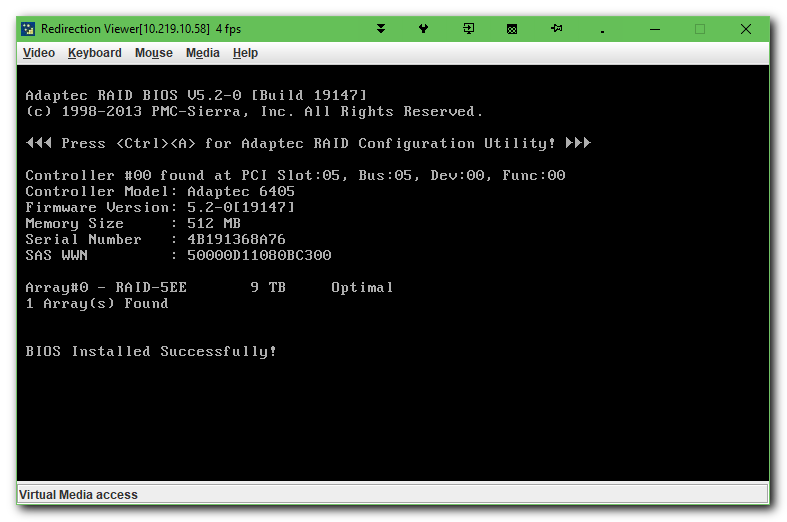 Redirection Viewer[10.219.10.58] 4 fps
Video Keyboard Mouse Media Help
Adaptec RAID BIOS V5.2-0 [Build 19147]
(c) 1998-2013 PMC-Sierra, Inc. All Rights Reserved.
◄◄◄ Press <Ctrl><A> for Adaptec RAID Configuration Utility! ►►►
Controller #00 found at PCI Slot:05, Bus:05, Dev:00, Func:00
Controller Model: Adaptec 6405
Firmware Version: 5.2-0[19147]
Memory Size : 512 MB
Serial Number : 4B191368A76
SAS WWN : 50000D11080BC300
Array#0 - RAID-5EE 9 TB Optimal
1 Array(s) Found
BIOS Installed Successfully!
Virtual Media access